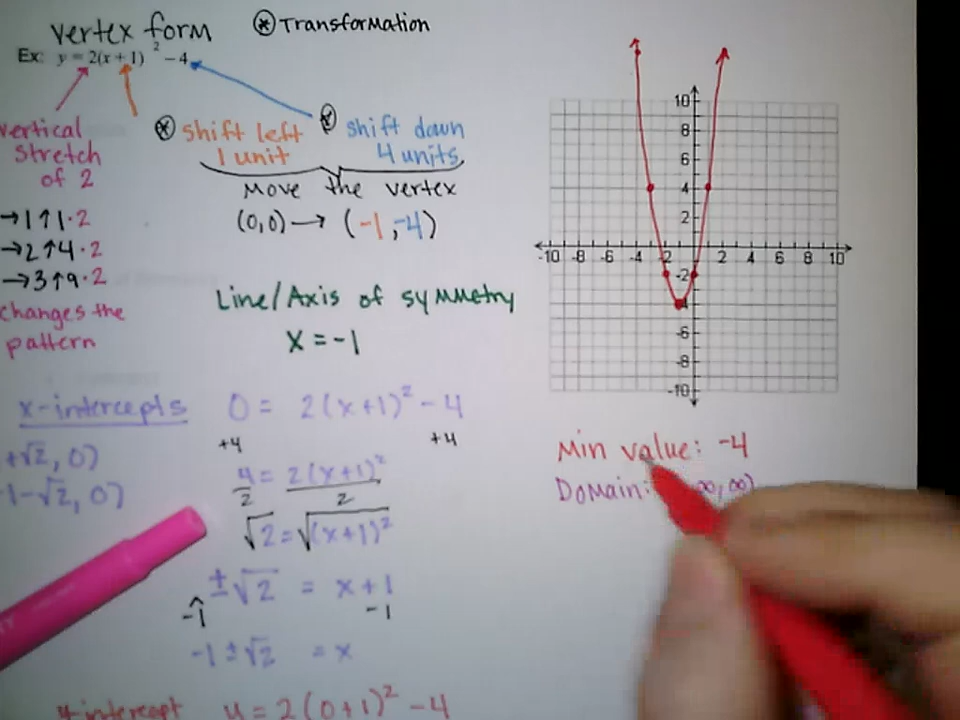 vertex form
⊛ Transformation
Ex: y = 2(x + 1)² − 4
vertical
stretch
of 2
→1↑1·2
→2↑4·2
→3↑9·2
changes the
pattern
⊛ shift left
1 unit
⊛ shift down
4 units
Move the vertex
(0,0) → (-1,-4)
Line/Axis of symmetry
x = -1
x-intercepts
+√2, 0)
-1-√2, 0)
0 = 2(x+1)² - 4
+4 +4
4 = 2(x+1)²
2 2
√2 = √(x+1)²
±√2 = x+1
-1 -1
-1 ± √2 = x
y-intercept y = 2(0+1)² - 4
10
8
6
4
2
-10 -8 -6 -4 -2 2 4 6 8 10
-2
-6
-8
-10
Min value: -4
Domain: ∞, ∞)